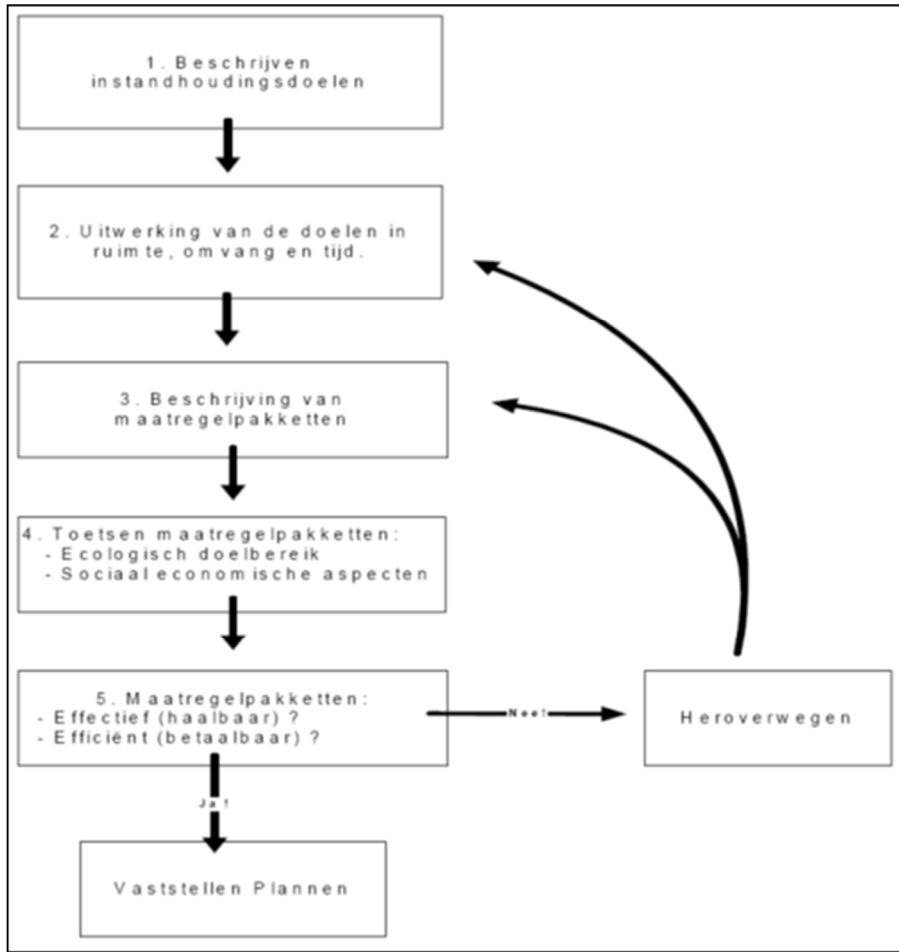 1. Beschrijven
instandhoudingsdoelen
2. Uitwerking van de doelen in
ruimte, omvang en tijd.
3. Beschrijving van
maatregelpakketten
4. Toetsen maatregelpakketten:
- Ecologisch doelbereik
- Sociaal economische aspecten
5. Maatregelpakketten:
- Effectief (haalbaar) ?
- Efficiënt (betaalbaar) ?
Nee!
Heroverwegen
Ja!
Vaststellen Plannen